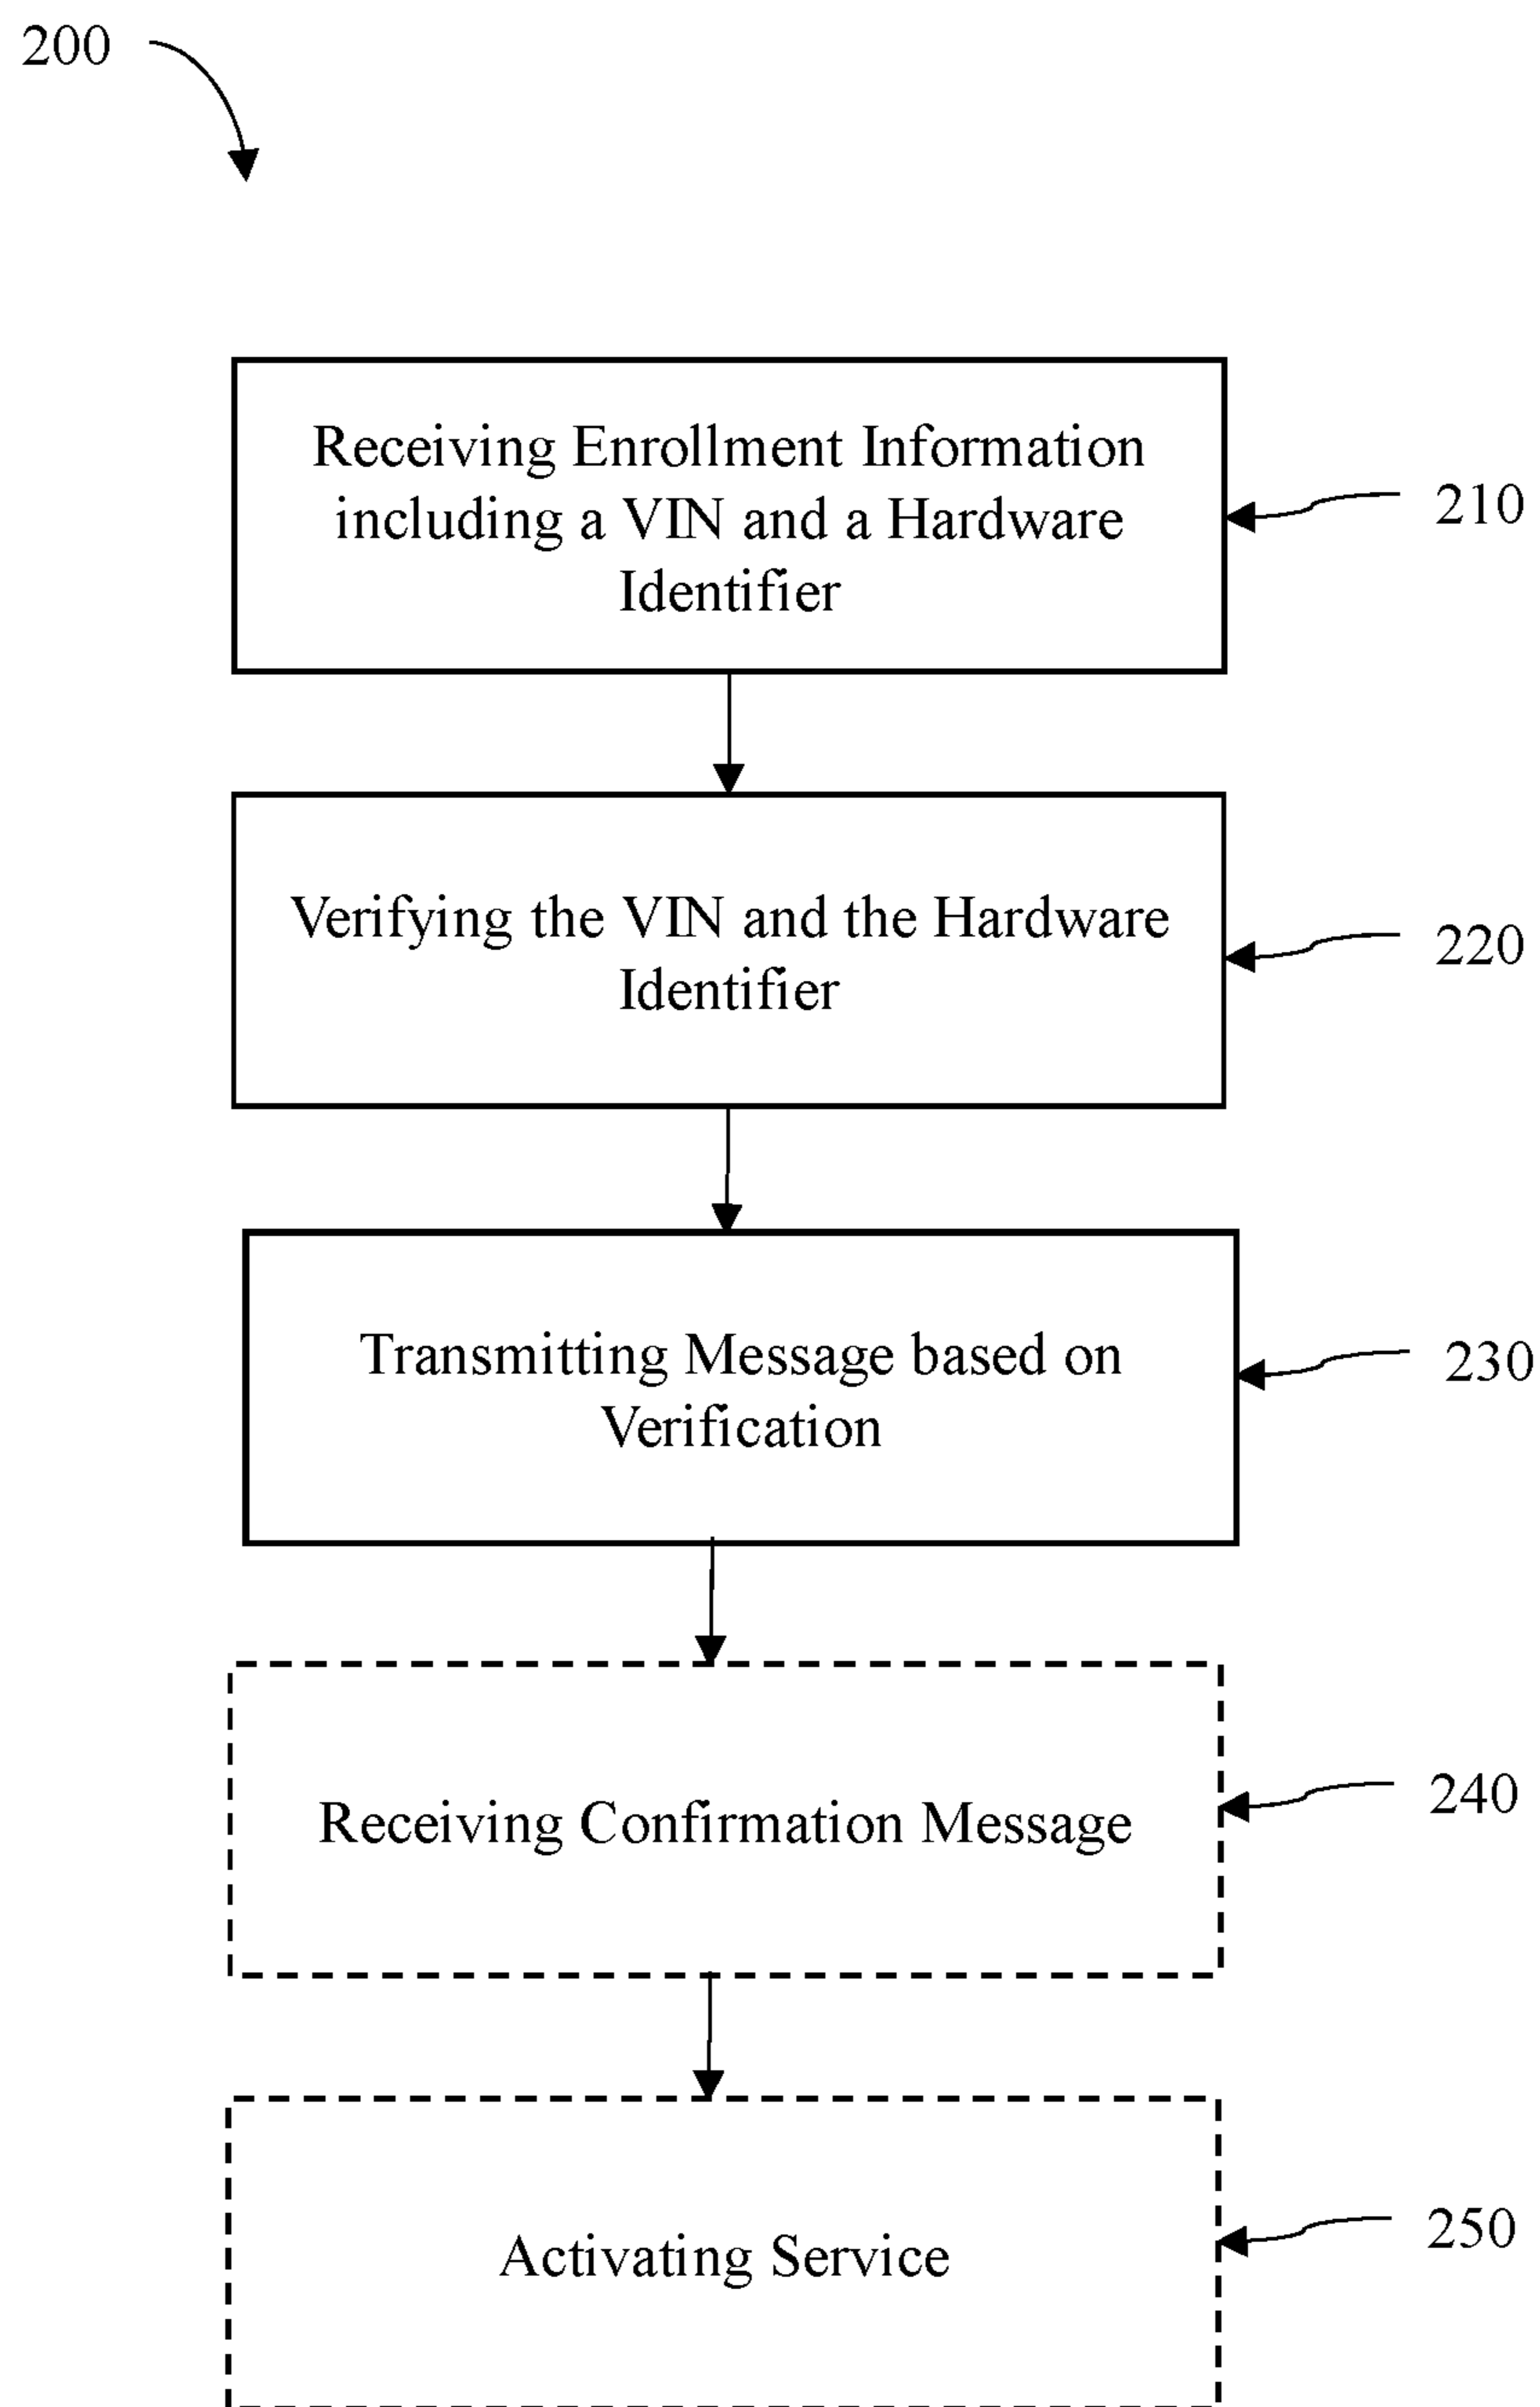 200
Receiving Enrollment Information
including a VIN and a Hardware
Identifier
210
Verifying the VIN and the Hardware
Identifier
220
Transmitting Message based on
Verification
230
Receiving Confirmation Message
240
Activating Service
250